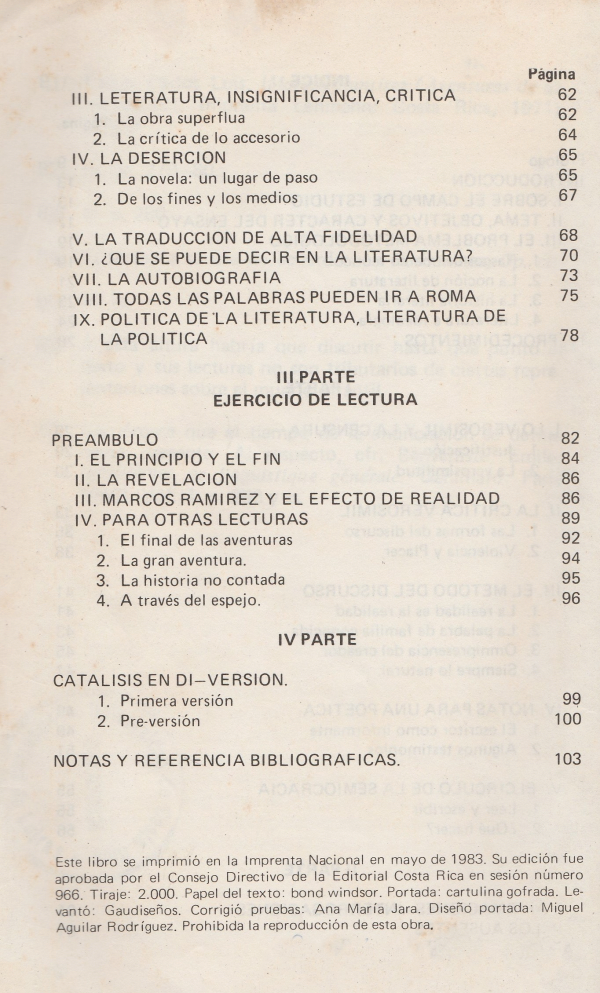 Página
III. LETERATURA, INSIGNIFICANCIA, CRITICA 62
1. La obra superflua 62
2. La crítica de lo accesorio 64
IV. LA DESERCION 65
1. La novela: un lugar de paso 65
2. De los fines y los medios 67
V. LA TRADUCCION DE ALTA FIDELIDAD 68
VI. ¿QUE SE PUEDE DECIR EN LA LITERATURA? 70
VII. LA AUTOBIOGRAFIA 73
VIII. TODAS LAS PALABRAS PUEDEN IR A ROMA 75
IX. POLITICA DE LA LITERATURA, LITERATURA DE
LA POLITICA 78
III PARTE
EJERCICIO DE LECTURA
PREAMBULO 82
I. EL PRINCIPIO Y EL FIN 84
II. LA REVELACION 86
III. MARCOS RAMIREZ Y EL EFECTO DE REALIDAD 86
IV. PARA OTRAS LECTURAS 89
1. El final de las aventuras 92
2. La gran aventura. 94
3. La historia no contada 95
4. A través del espejo. 96
IV PARTE
CATALISIS EN DI–VERSION.
1. Primera versión 99
2. Pre-versión 100
NOTAS Y REFERENCIA BIBLIOGRAFICAS. 103
Este libro se imprimió en la Imprenta Nacional en mayo de 1983. Su edición fue
aprobada por el Consejo Directivo de la Editorial Costa Rica en sesión número
966. Tiraje: 2.000. Papel del texto: bond windsor. Portada: cartulina gofrada. Le-
vantó: Gaudiseños. Corrigió pruebas: Ana María Jara. Diseño portada: Miguel
Aguilar Rodríguez. Prohibida la reproducción de esta obra.